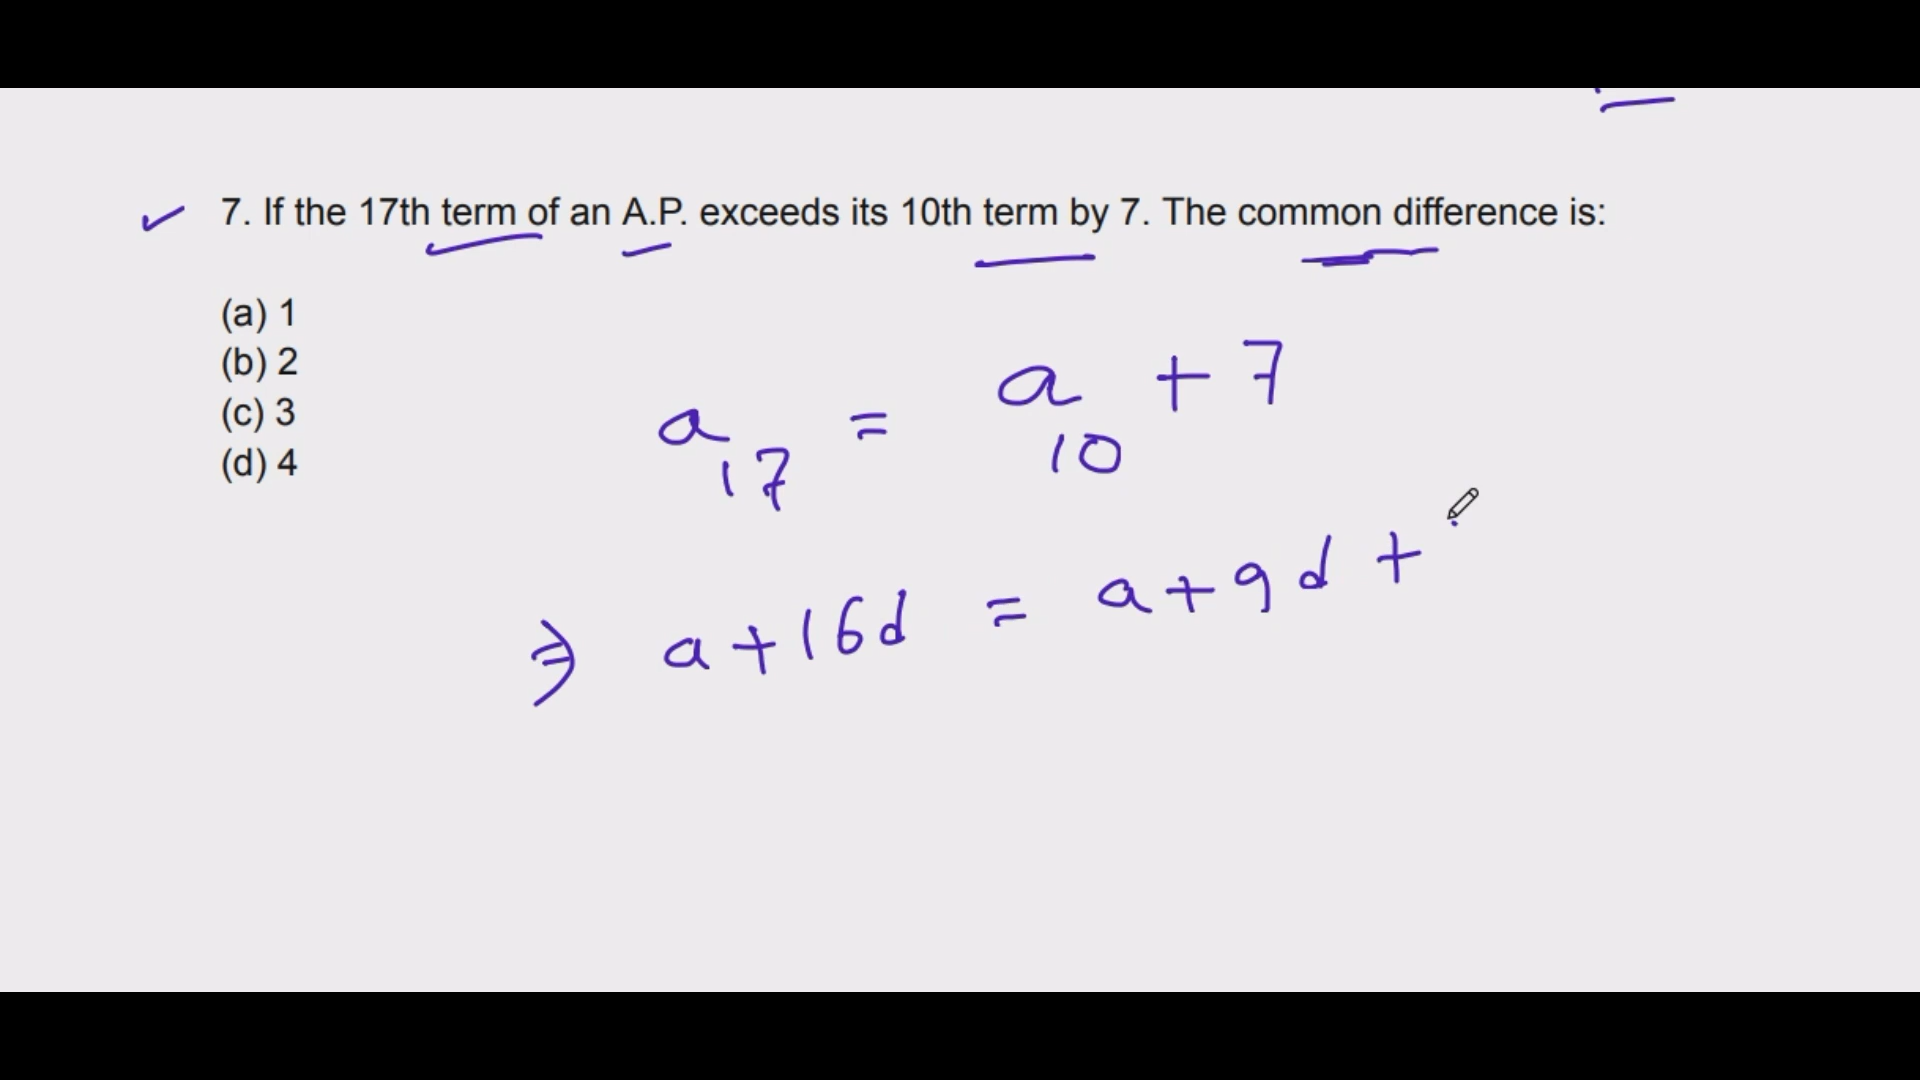 7. If the 17th term of an A.P. exceeds its 10th term by 7. The common difference is:
(a) 1
(b) 2
(c) 3
(d) 4
a₁₇ = a₁₀ + 7
⇒ a + 16d = a + 9d +